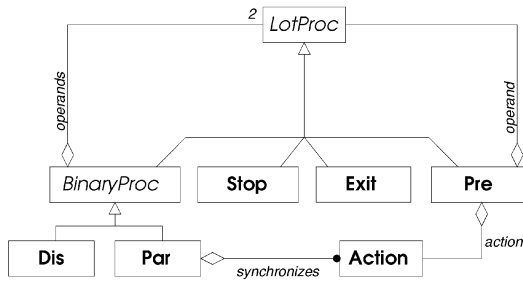 2 LotProc
operands
operand
BinaryProc Stop Exit Pre
action
Dis Par Action
synchronizes